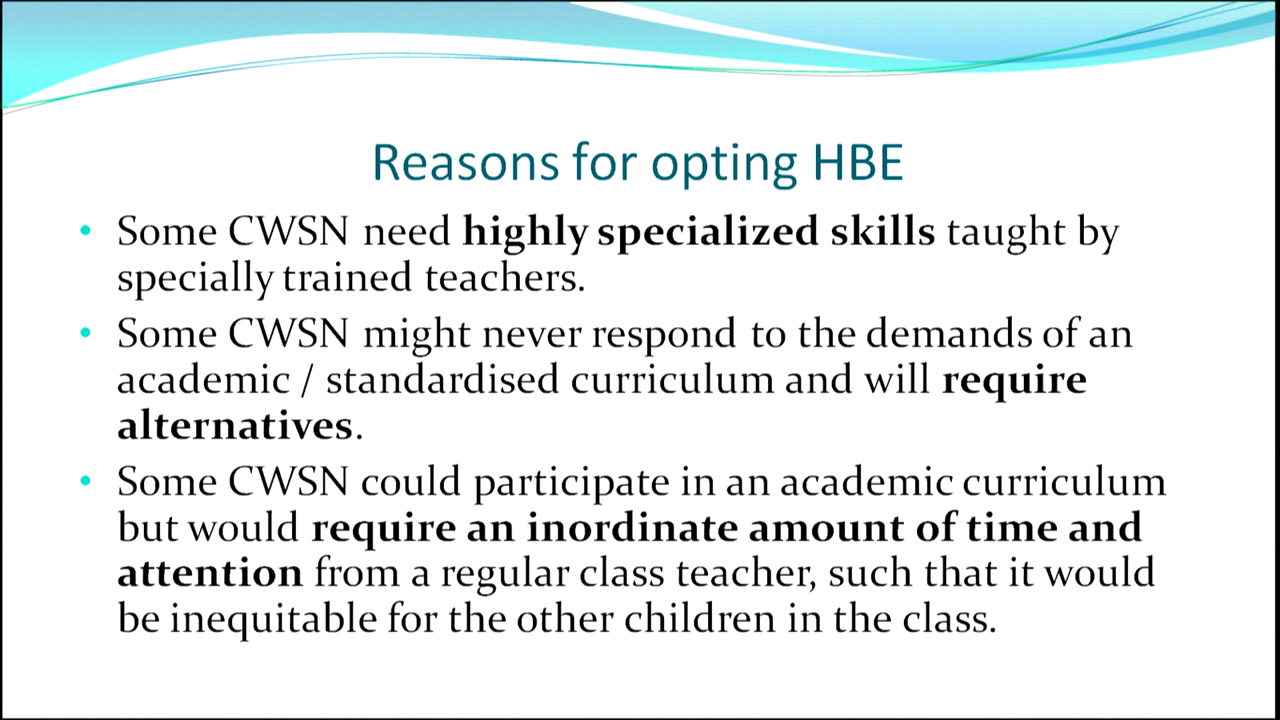 Reasons for opting HBE
• Some CWSN need highly specialized skills taught by
specially trained teachers.
• Some CWSN might never respond to the demands of an
academic / standardised curriculum and will require
alternatives.
• Some CWSN could participate in an academic curriculum
but would require an inordinate amount of time and
attention from a regular class teacher, such that it would
be inequitable for the other children in the class.